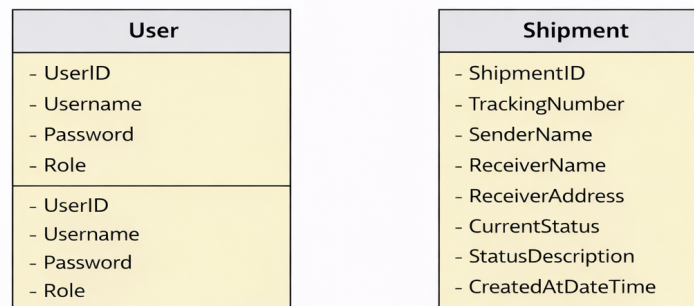 User
- UserID
- Username
- Password
- Role
- UserID
- Username
- Password
- Role
Shipment
- ShipmentID
- TrackingNumber
- SenderName
- ReceiverName
- ReceiverAddress
- CurrentStatus
- StatusDescription
- CreatedAtDateTime